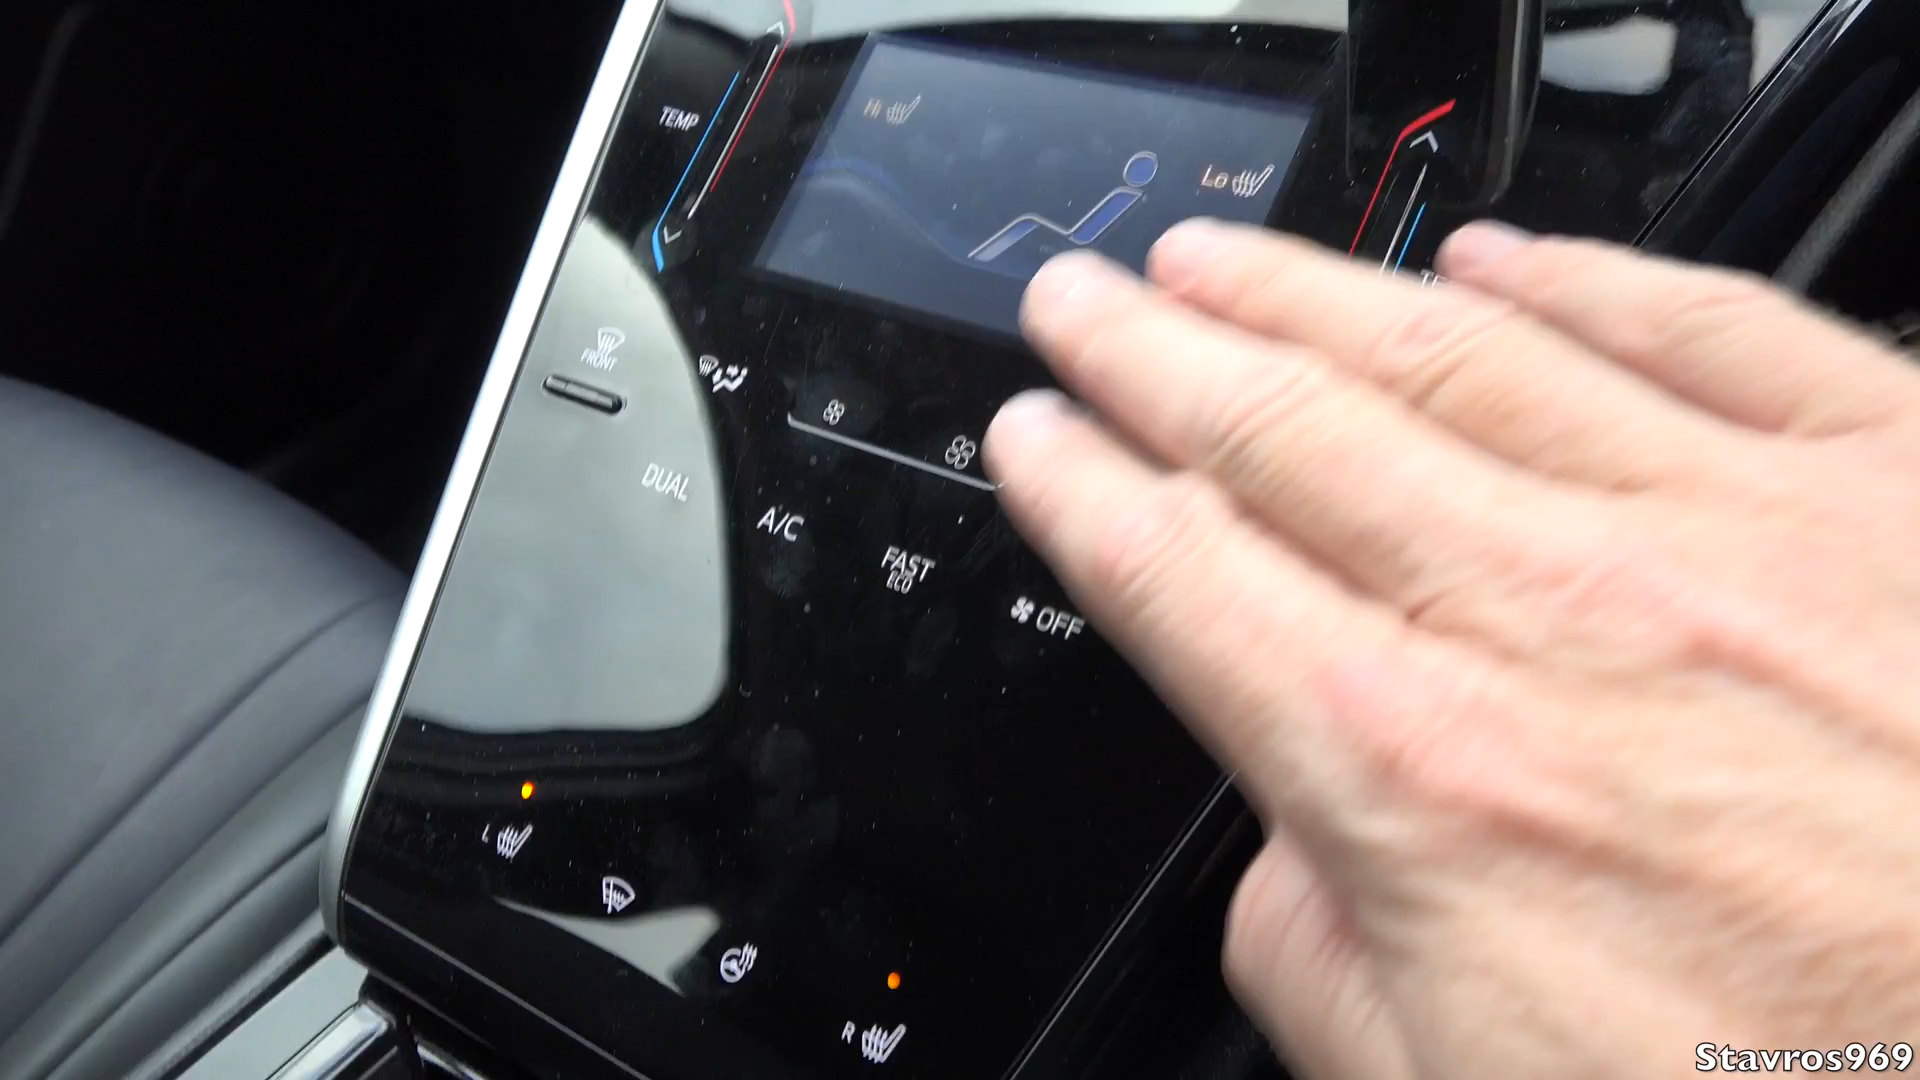 TEMP
Hi
Lo
FRONT
DUAL
A/C
FAST
ECO
OFF
L
R
Stavros969